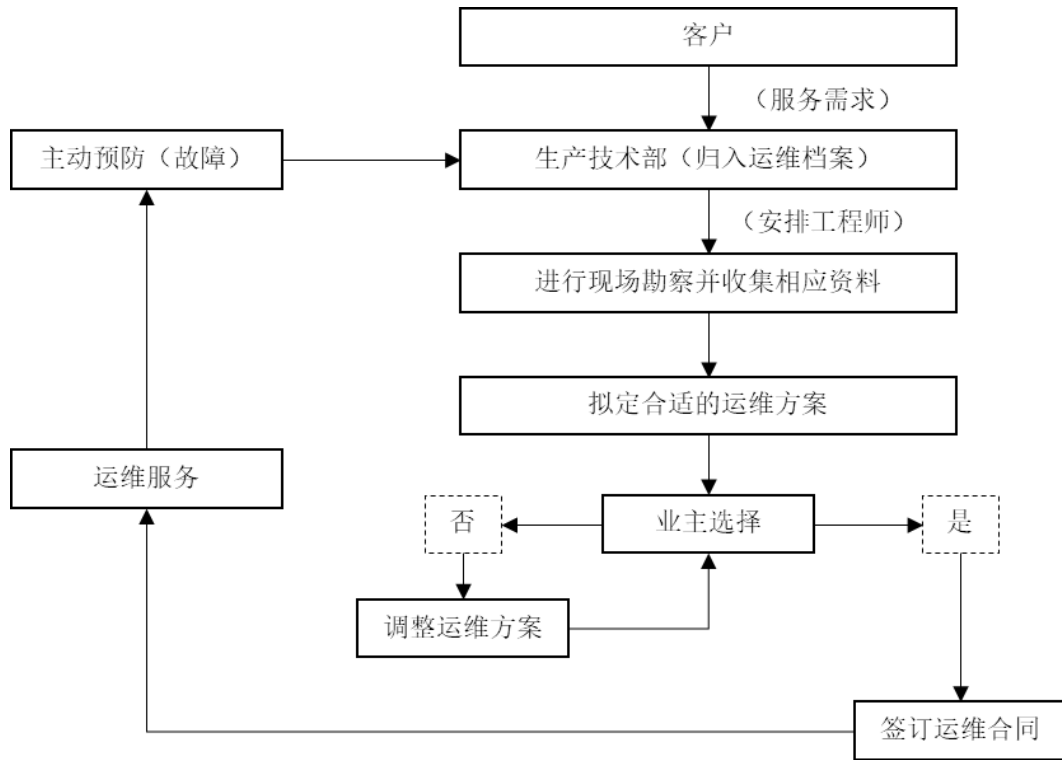 客户
（服务需求）
主动预防（故障）
生产技术部（归入运维档案）
（安排工程师）
进行现场勘察并收集相应资料
拟定合适的运维方案
运维服务
否
业主选择
是
调整运维方案
签订运维合同